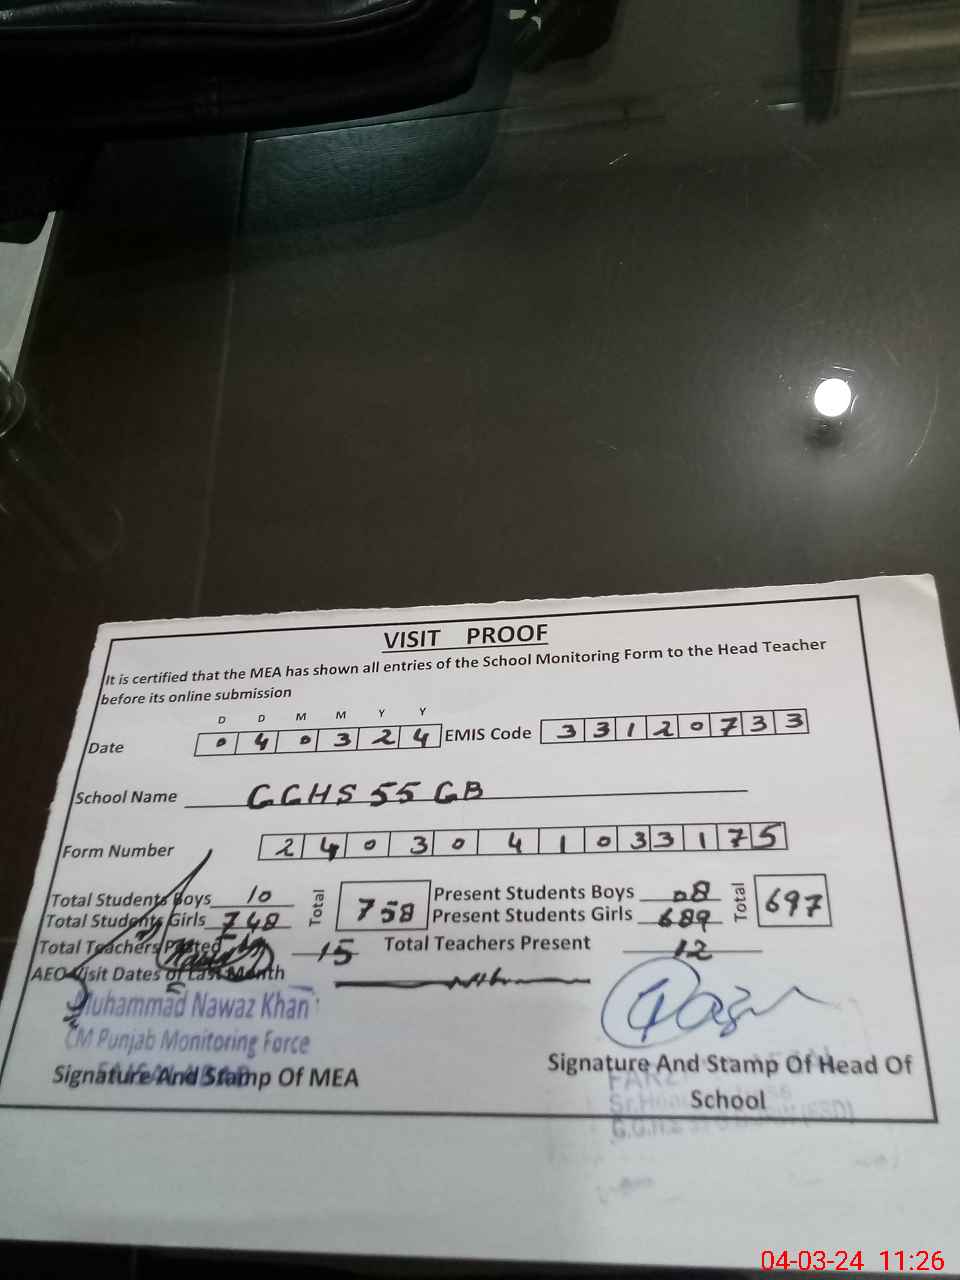 VISIT PROOF
It is certified that the MEA has shown all entries of the School Monitoring Form to the Head Teacher
before its online submission
D D M M Y Y
Date 0 4 0 3 2 4 EMIS Code 3 3 1 2 0 7 3 3
School Name GGHS 55 GB
Form Number 2 4 0 3 0 4 1 0 3 3 1 7 5
Total Students Boys 10 Total 758 Present Students Boys 08 Total 697
Total Students Girls 748 Present Students Girls 689
Total Teachers Posted 15 Total Teachers Present 12
AEO Visit Dates of Last Month
Muhammad Nawaz Khan
CM Punjab Monitoring Force
Signature And Stamp Of MEA
Signature And Stamp Of Head Of
School
04-03-24 11:26